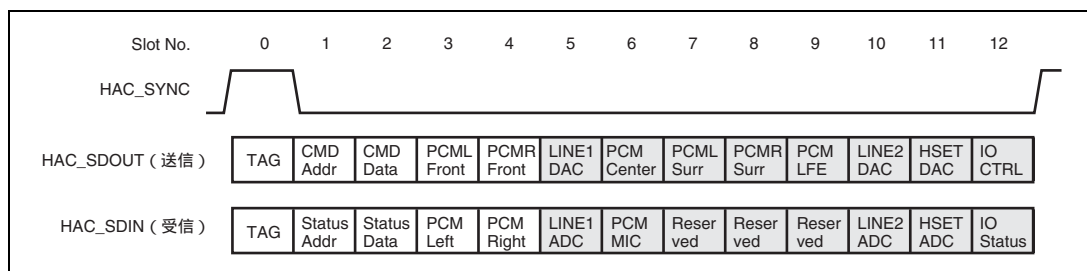 Slot No. 0 1 2 3 4 5 6 7 8 9 10 11 12
HAC_SYNC
HAC_SDOUT（送信） TAG CMD Addr CMD Data PCML Front PCMR Front LINE1 DAC PCM Center PCML Surr PCMR Surr PCM LFE LINE2 DAC HSET DAC IO CTRL
HAC_SDIN（受信） TAG Status Addr Status Data PCM Left PCM Right LINE1 ADC PCM MIC Reser ved Reser ved Reser ved LINE2 ADC HSET ADC IO Status